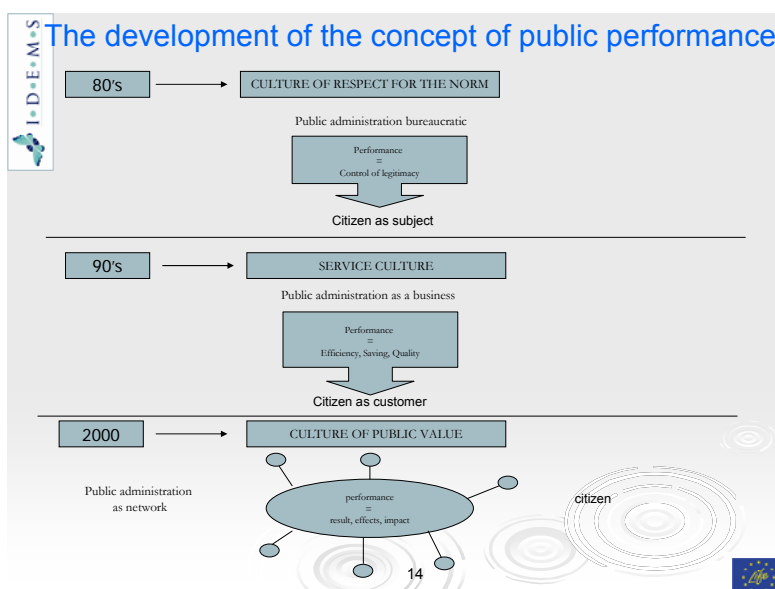 I•D•E•M•S
The development of the concept of public performance
80's
CULTURE OF RESPECT FOR THE NORM
Public administration bureaucratic
Performance
=
Control of legitimacy
Citizen as subject
90's
SERVICE CULTURE
Public administration as a business
Performance
=
Efficiency, Saving, Quality
Citizen as customer
2000
CULTURE OF PUBLIC VALUE
Public administration
as network
performance
=
result, effects, impact
citizen
14
Life